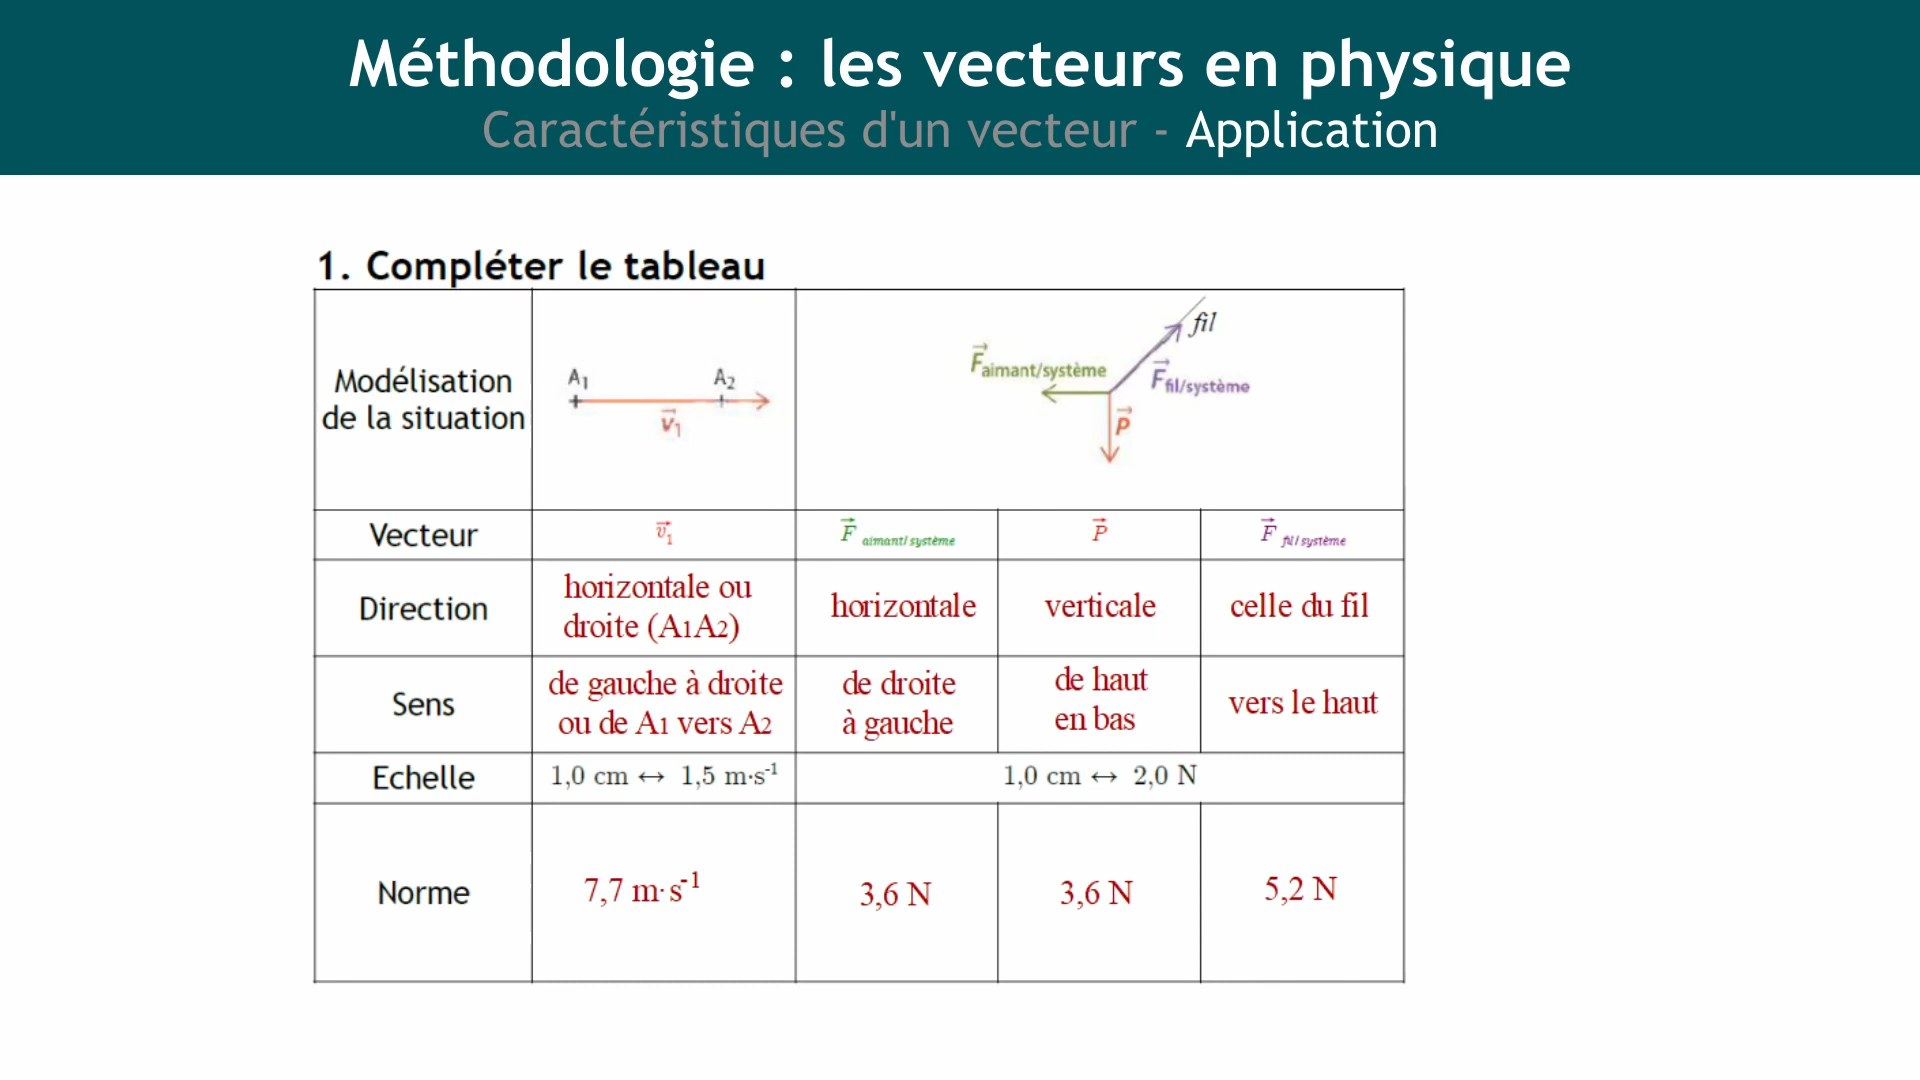 Méthodologie : les vecteurs en physique
Caractéristiques d'un vecteur - Application
1. Compléter le tableau
Modélisation
de la situation
A1
A2
v1
fil
Faimant/système
Ffil/système
P
Vecteur
v1
F aimant/ système
P
F fil / système
Direction
horizontale ou
droite (A1A2)
horizontale
verticale
celle du fil
Sens
de gauche à droite
ou de A1 vers A2
de droite
à gauche
de haut
en bas
vers le haut
Echelle
1,0 cm ↔ 1,5 m·s-1
1,0 cm ↔ 2,0 N
Norme
7,7 m·s-1
3,6 N
3,6 N
5,2 N